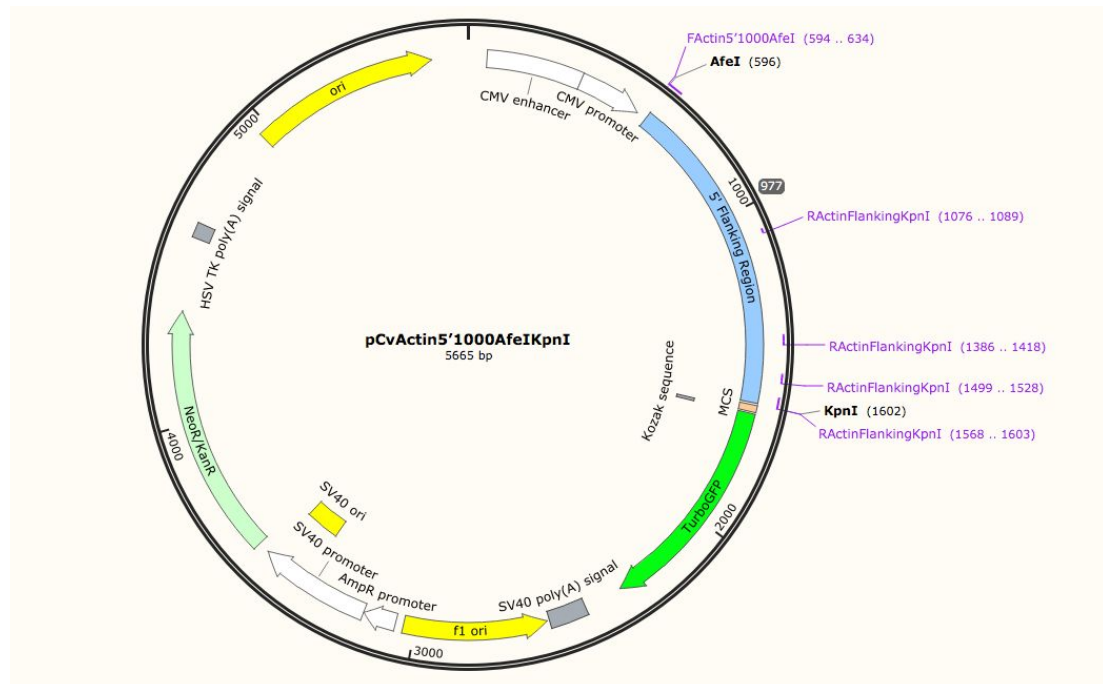 FActin5'1000AfeI (594 .. 634)
AfeI (596)
ori
CMV enhancer
CMV promoter
5000
1000
977
5' Flanking Region
RActinFlankingKpnI (1076 .. 1089)
HSV TK poly(A) signal
pCvActin5'1000AfeIKpnI
5665 bp
RActinFlankingKpnI (1386 .. 1418)
RActinFlankingKpnI (1499 .. 1528)
KpnI (1602)
RActinFlankingKpnI (1568 .. 1603)
Kozak sequence
MCS
4000
NeoR/KanR
TurboGFP
2000
SV40 ori
SV40 promoter
AmpR promoter
SV40 poly(A) signal
f1 ori
3000